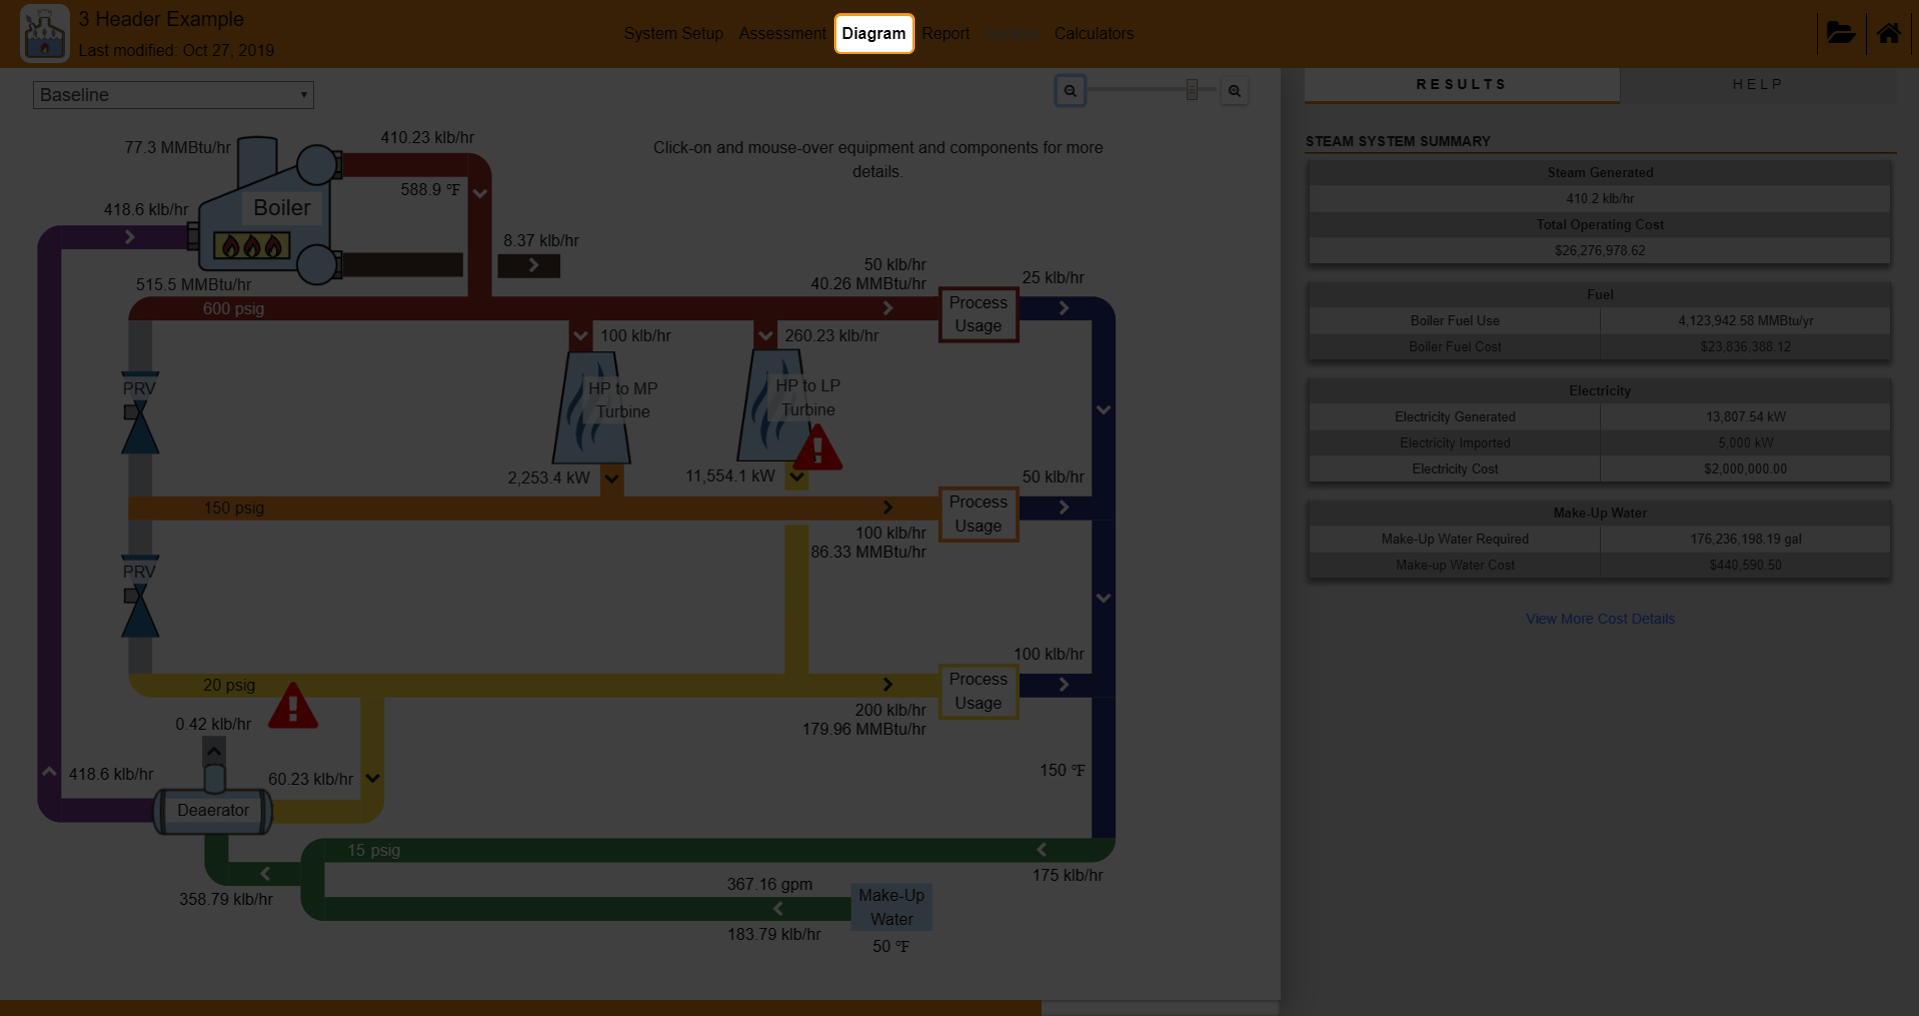 3 Header Example
Last modified: Oct 27, 2019
System Setup Assessment Diagram Report Calculators
Baseline
RESULTS
HELP
Click-on and mouse-over equipment and components for more
details.
77.3 MMBtu/hr
410.23 klb/hr
588.9 °F
Boiler
418.6 klb/hr
8.37 klb/hr
515.5 MMBtu/hr
600 psig
50 klb/hr
40.26 MMBtu/hr
Process
Usage
25 klb/hr
100 klb/hr
260.23 klb/hr
PRV
HP to MP
Turbine
HP to LP
Turbine
2,253.4 kW
11,554.1 kW
150 psig
Process
Usage
50 klb/hr
100 klb/hr
86.33 MMBtu/hr
PRV
20 psig
Process
Usage
100 klb/hr
200 klb/hr
179.96 MMBtu/hr
0.42 klb/hr
418.6 klb/hr
60.23 klb/hr
150 °F
Deaerator
15 psig
175 klb/hr
358.79 klb/hr
367.16 gpm
Make-Up
Water
183.79 klb/hr
50 °F
STEAM SYSTEM SUMMARY
Steam Generated
410.2 klb/hr
Total Operating Cost
$26,276,978.62
Fuel
Boiler Fuel Use 4,123,942.58 MMBtu/yr
Boiler Fuel Cost $23,836,388.12
Electricity
Electricity Generated 13,807.54 kW
Electricity Imported 5,000 kW
Electricity Cost $2,000,000.00
Make-Up Water
Make-Up Water Required 176,236,198.19 gal
Make-up Water Cost $440,590.50
View More Cost Details